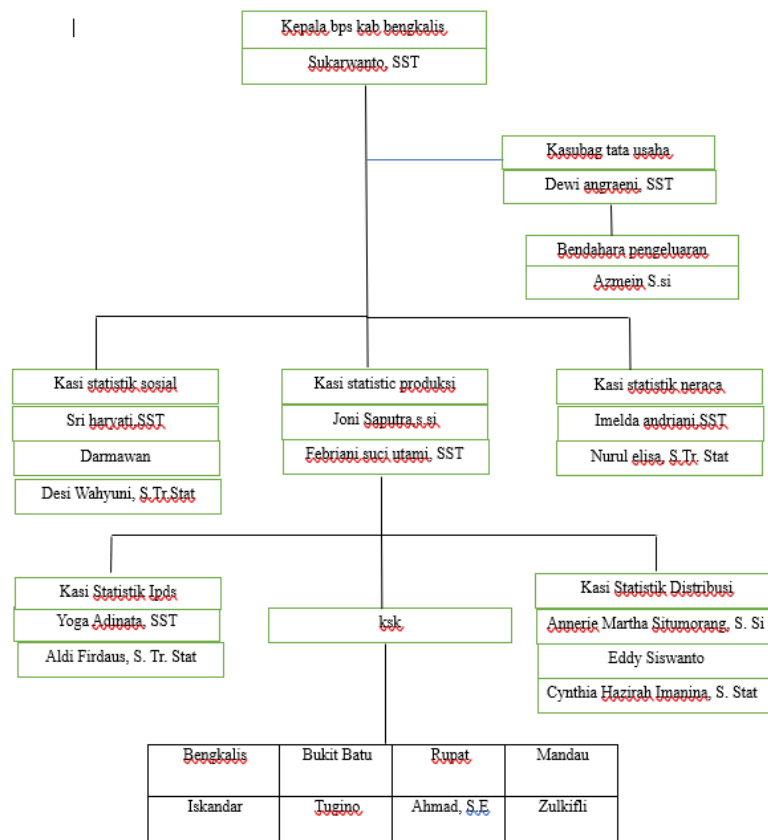 Kepala bps kab bengkalis
Sukarwanto, SST
Kasubag tata usaha
Dewi angraeni, SST
Bendahara pengeluaran
Azmein S.si
Kasi statistik sosial
Sri haryati,SST
Darmawan
Desi Wahyuni, S.Tr.Stat
Kasi statistic produksi
Joni Saputra,s.si
Febriani suci utami, SST
Kasi statistik neraca
Imelda andriani,SST
Nurul elisa, S.Tr. Stat
Kasi Statistik Ipds
Yoga Adinata, SST
Aldi Firdaus, S. Tr. Stat
ksk
Kasi Statistik Distribusi
Annerie Martha Situmorang, S. Si
Eddy Siswanto
Cynthia Hazirah Imanina, S. Stat
Bengkalis Bukit Batu Rupat Mandau
Iskandar Tugino Ahmad, S.E Zulkifli